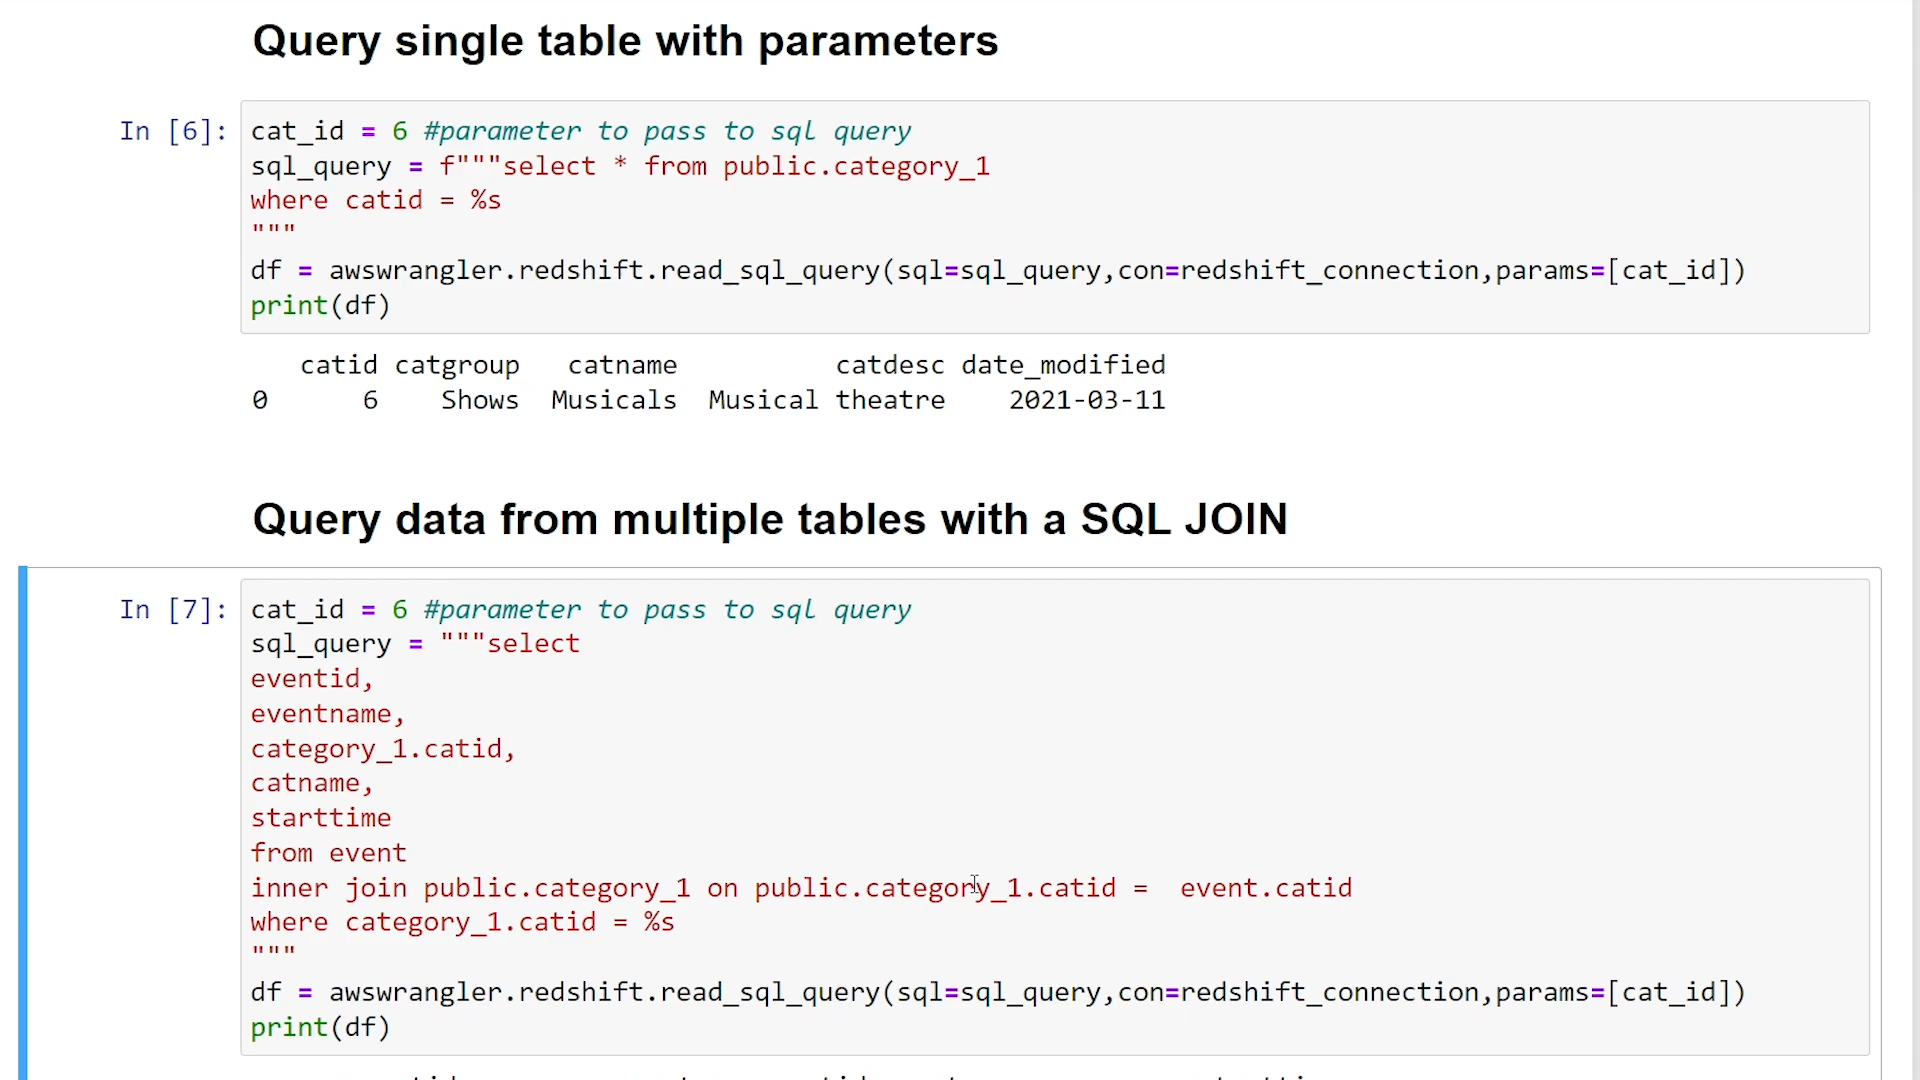 Query single table with parameters
In [6]: cat_id = 6 #parameter to pass to sql query
sql_query = f"""select * from public.category_1
where catid = %s
"""
df = awswrangler.redshift.read_sql_query(sql=sql_query,con=redshift_connection,params=[cat_id])
print(df)
catid catgroup catname catdesc date_modified
0 6 Shows Musicals Musical theatre 2021-03-11
Query data from multiple tables with a SQL JOIN
In [7]: cat_id = 6 #parameter to pass to sql query
sql_query = """select
eventid,
eventname,
category_1.catid,
catname,
starttime
from event
inner join public.category_1 on public.category_1.catid =  event.catid
where category_1.catid = %s
"""
df = awswrangler.redshift.read_sql_query(sql=sql_query,con=redshift_connection,params=[cat_id])
print(df)